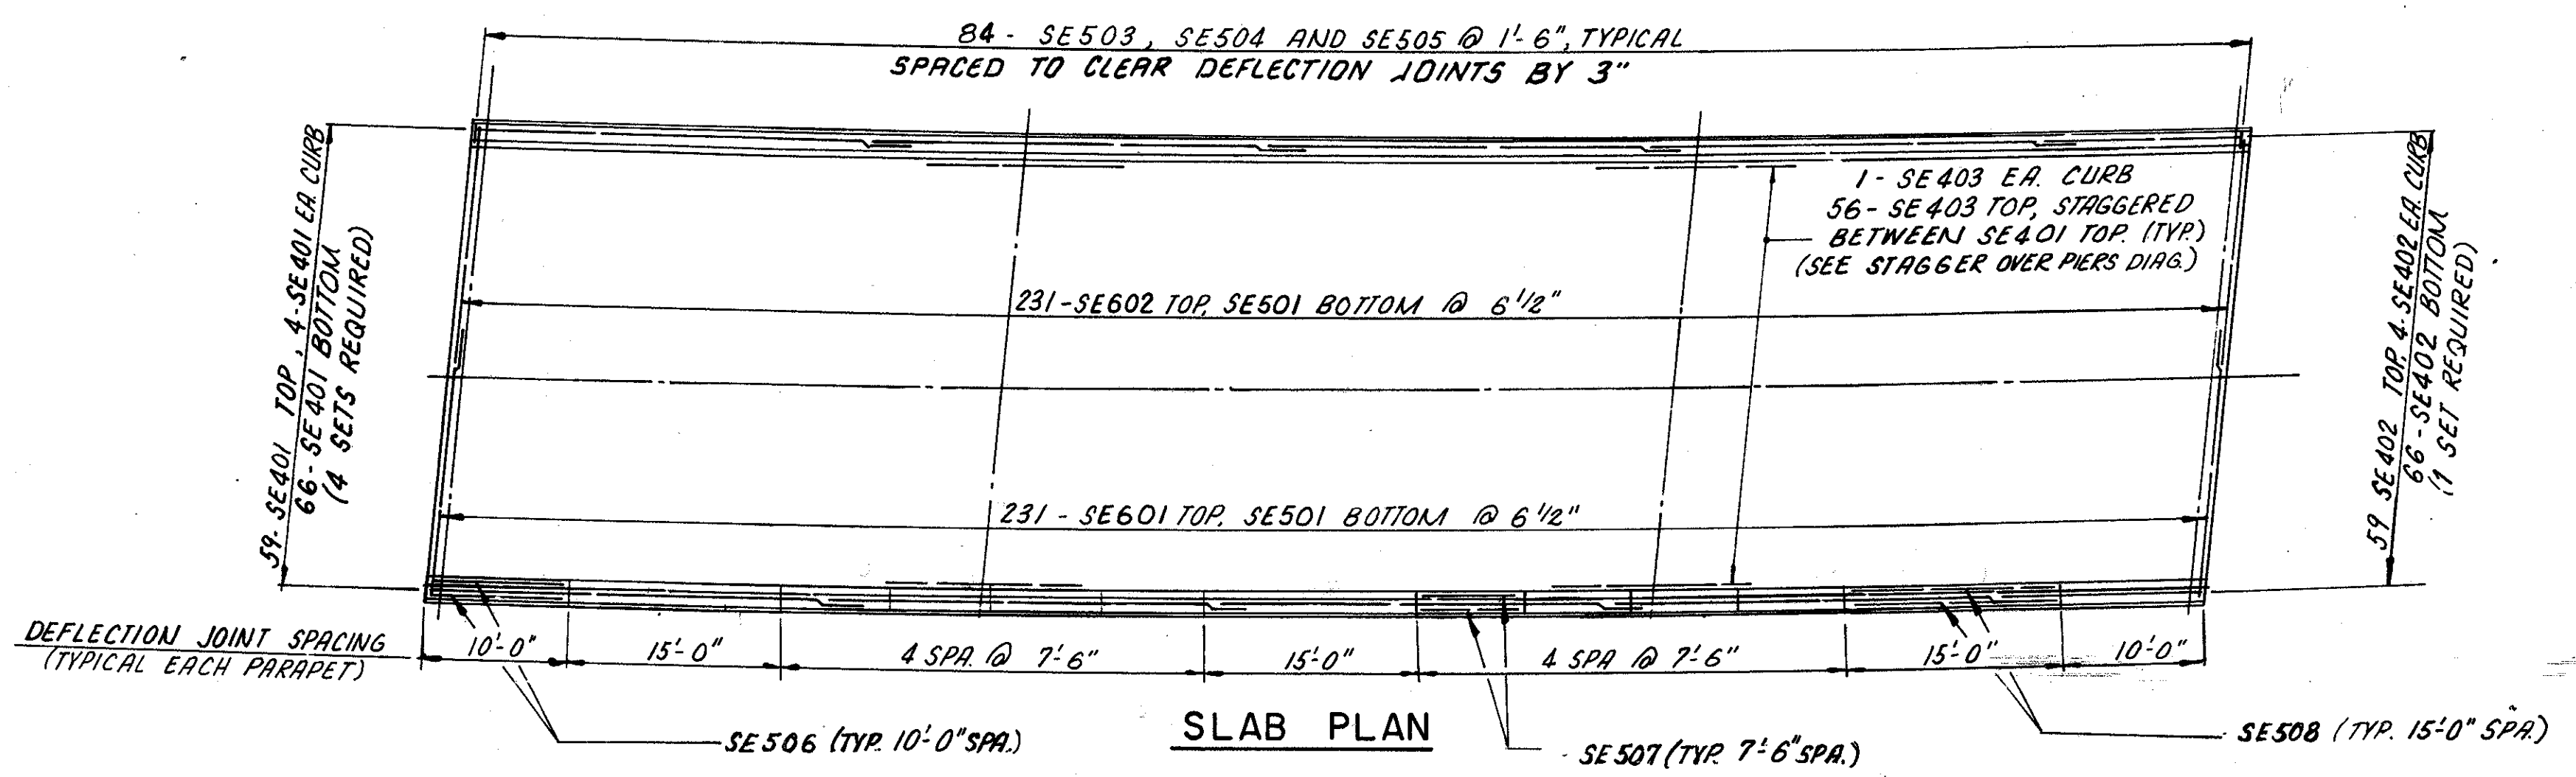 84 - SE503, SE504 AND SE505 @ 1'-6", TYPICAL
SPACED TO CLEAR DEFLECTION JOINTS BY 3"
59-SE401 TOP, 4-SE401 EA. CURB
66-SE401 BOTTOM
(4 SETS REQUIRED)
1-SE403 EA. CURB
56-SE403 TOP, STAGGERED
BETWEEN SE401 TOP. (TYP.)
(SEE STAGGER OVER PIERS DIAG.)
59 SE402 TOP, 4-SE402 EA. CURB
66-SE402 BOTTOM
(1 SET REQUIRED)
231-SE602 TOP, SE501 BOTTOM @ 6 1/2"
231 - SE601 TOP, SE501 BOTTOM @ 6 1/2"
DEFLECTION JOINT SPACING
(TYPICAL EACH PARAPET)
10'-0"
15'-0"
4 SPA. @ 7'-6"
15'-0"
4 SPA @ 7'-6"
15'-0"
10'-0"
SE506 (TYP. 10'-0" SPA.)
SLAB PLAN
SE507 (TYP. 7'-6" SPA.)
SE508 (TYP. 15'-0" SPA.)